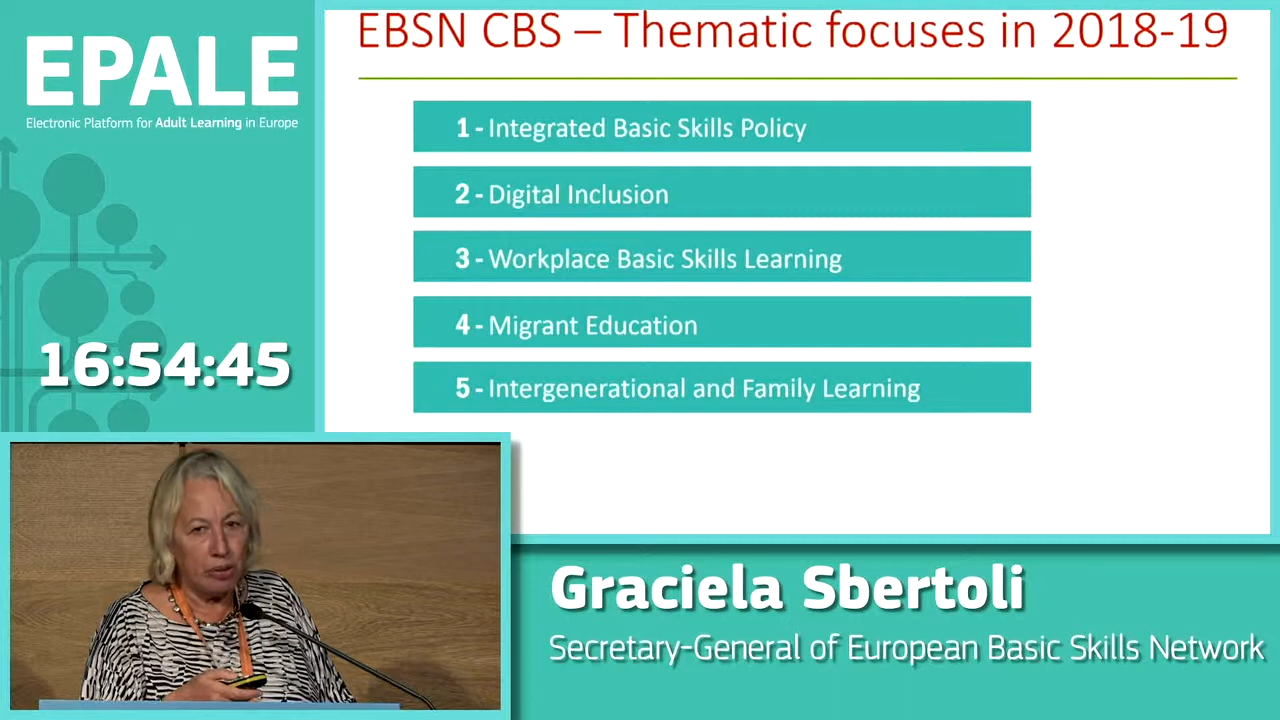 EPALE
Electronic Platform for Adult Learning in Europe
16:54:45
EBSN CBS – Thematic focuses in 2018-19
1 - Integrated Basic Skills Policy
2 - Digital Inclusion
3 - Workplace Basic Skills Learning
4 - Migrant Education
5 - Intergenerational and Family Learning
Graciela Sbertoli
Secretary-General of European Basic Skills Network